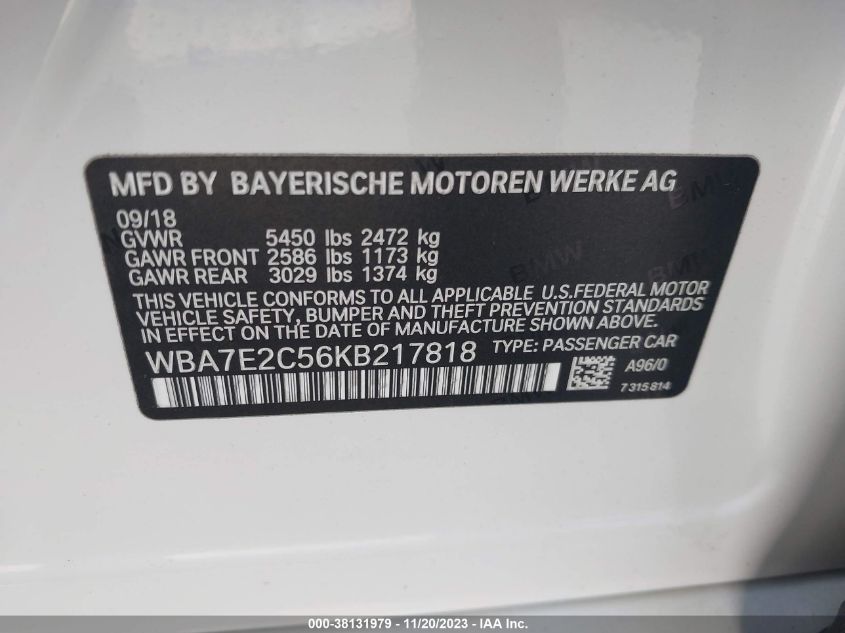 MFD BY BAYERISCHE MOTOREN WERKE AG
09/18
GVWR 5450 lbs 2472 kg
GAWR FRONT 2586 lbs 1173 kg
GAWR REAR 3029 lbs 1374 kg
THIS VEHICLE CONFORMS TO ALL APPLICABLE U.S.FEDERAL MOTOR
VEHICLE SAFETY, BUMPER AND THEFT PREVENTION STANDARDS
IN EFFECT ON THE DATE OF MANUFACTURE SHOWN ABOVE.
WBA7E2C56KB217818 TYPE: PASSENGER CAR
A96/0
7315814
000-38131979 - 11/20/2023 - IAA Inc.